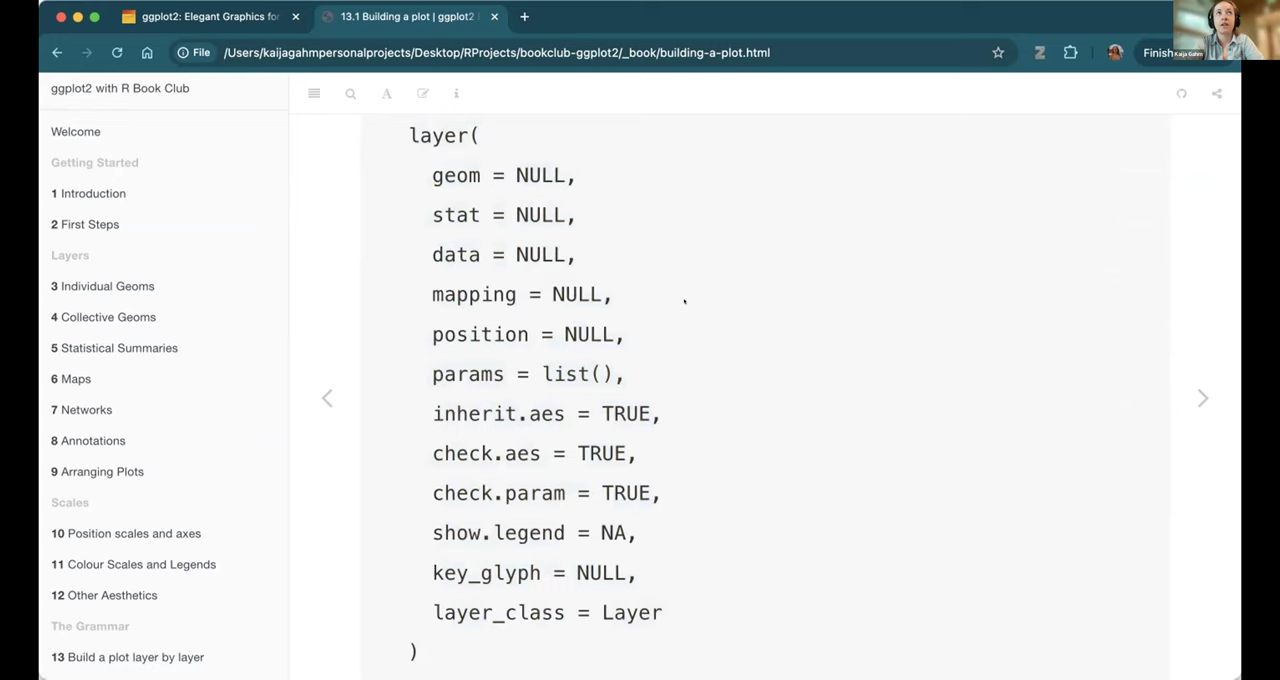 ggplot2: Elegant Graphics for
13.1 Building a plot | ggplot2
File
/Users/kaijagahmpersonalprojects/Desktop/RProjects/bookclub-ggplot2/_book/building-a-plot.html
Finish
Kaija Gahm
ggplot2 with R Book Club
Welcome
Getting Started
1 Introduction
2 First Steps
Layers
3 Individual Geoms
4 Collective Geoms
5 Statistical Summaries
6 Maps
7 Networks
8 Annotations
9 Arranging Plots
Scales
10 Position scales and axes
11 Colour Scales and Legends
12 Other Aesthetics
The Grammar
13 Build a plot layer by layer
layer(
geom = NULL,
stat = NULL,
data = NULL,
mapping = NULL,
position = NULL,
params = list(),
inherit.aes = TRUE,
check.aes = TRUE,
check.param = TRUE,
show.legend = NA,
key_glyph = NULL,
layer_class = Layer
)